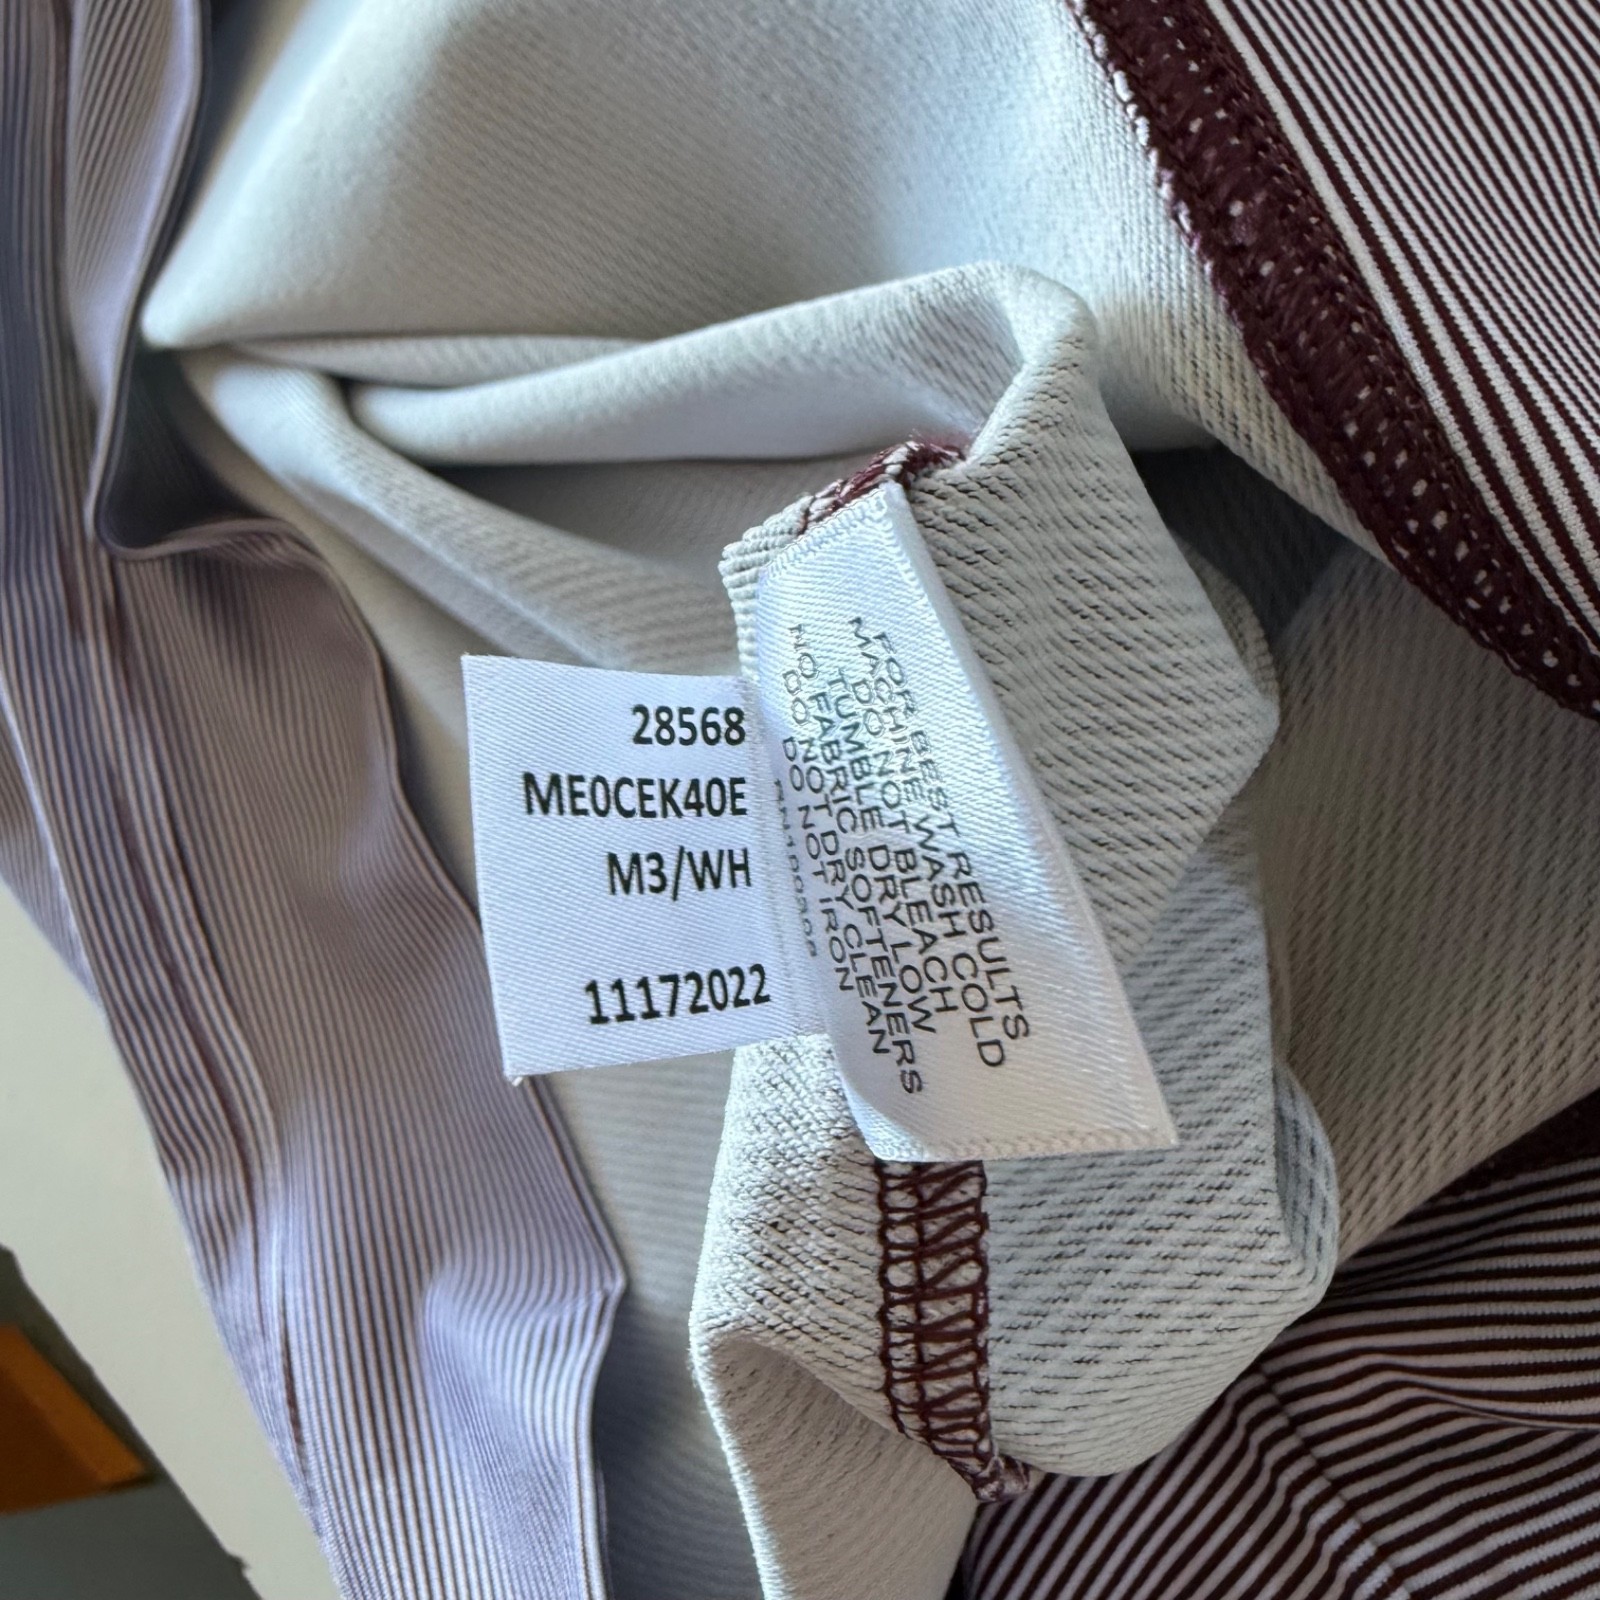 28568
ME0CEK40E
M3/WH
11172022
FOR BEST RESULTS
MACHINE WASH COLD
DO NOT BLEACH
TUMBLE DRY LOW
NO FABRIC SOFTENERS
DO NOT DRY CLEAN
DO NOT IRON